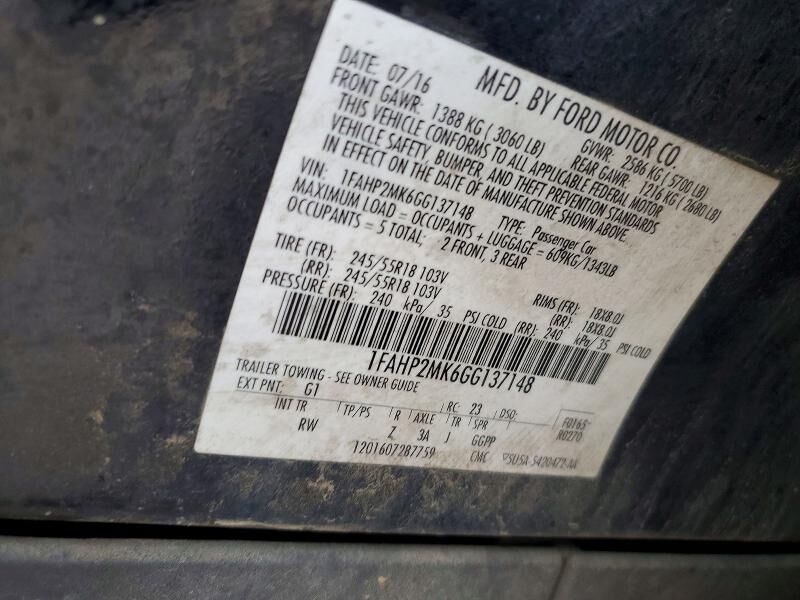 MFD. BY FORD MOTOR CO.
DATE: 07/16 GVWR: 2586 KG (5700 LB)
FRONT GAWR: 1388 KG (3060 LB) REAR GAWR: 1216 KG (2680 LB)
THIS VEHICLE CONFORMS TO ALL APPLICABLE FEDERAL MOTOR
VEHICLE SAFETY, BUMPER, AND THEFT PREVENTION STANDARDS
IN EFFECT ON THE DATE OF MANUFACTURE SHOWN ABOVE.
VIN: 1FAHP2MK6GG137148 TYPE: Passenger Car
MAXIMUM LOAD = OCCUPANTS + LUGGAGE = 609KG/1343LB
OCCUPANTS = 5 TOTAL: 2 FRONT, 3 REAR
TIRE (FR): 245/55R18 103V RIMS (FR): 18X8.0J
(RR): 245/55R18 103V (RR): 18X8.0J
PRESSURE (FR): 240 kPa/ 35 PSI COLD (RR): 240 kPa/ 35 PSI COLD
1FAHP2MK6GG137148
TRAILER TOWING - SEE OWNER GUIDE
EXT PNT: G1 RC: 23 DSO:
INT TR TP/PS R AXLE TR SPR F0165
RW Z 3A J GGPP R0270
1201607287759 CMC 5U5A-5420472-AA